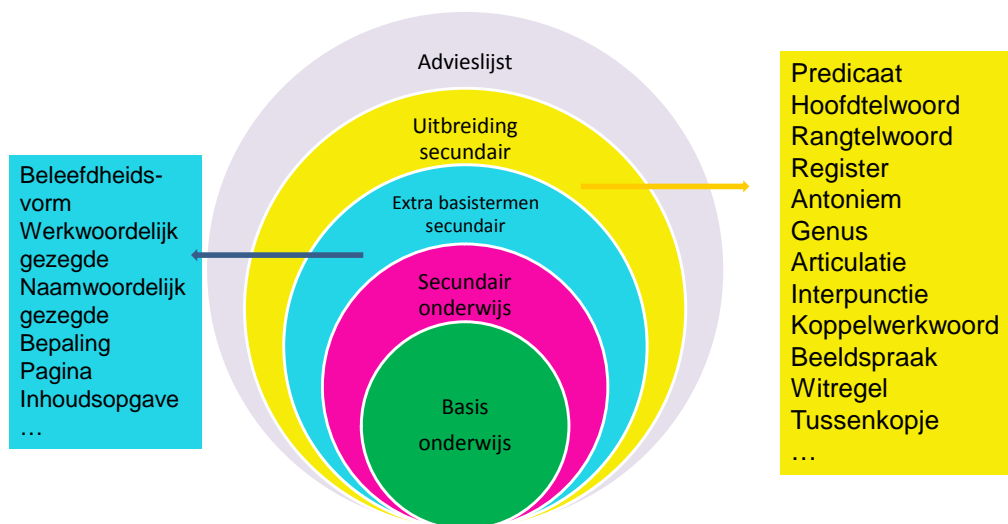 Advieslijst
Uitbreiding
secundair
Extra basistermen
secundair
Secundair
onderwijs
Basis
onderwijs
Beleefdheids-
vorm
Werkwoordelijk
gezegde
Naamwoordelijk
gezegde
Bepaling
Pagina
Inhoudsopgave
…
Predicaat
Hoofdtelwoord
Rangtelwoord
Register
Antoniem
Genus
Articulatie
Interpunctie
Koppelwerkwoord
Beeldspraak
Witregel
Tussenkopje
…